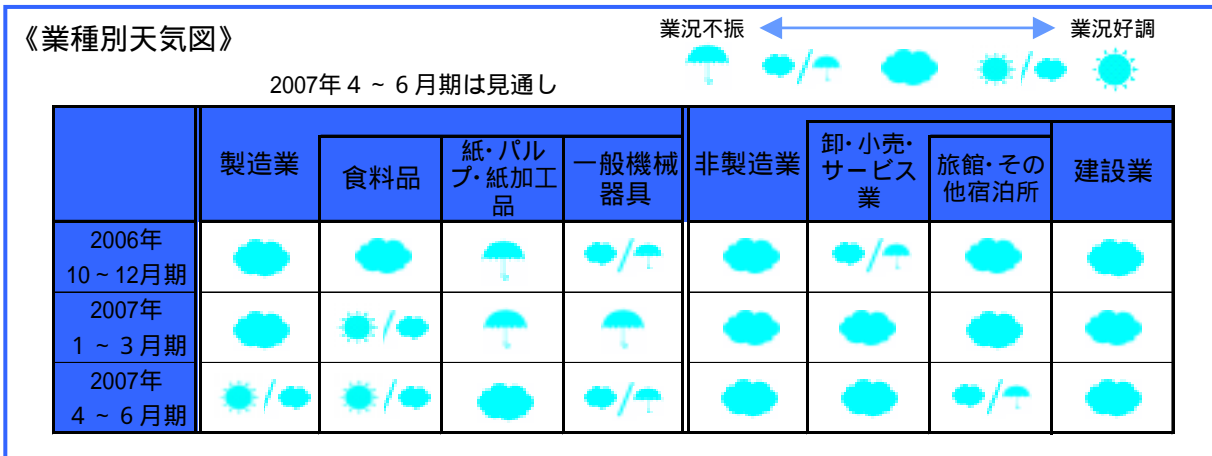 《業種別天気図》
業況不振
業況好調
2007年4~6月期は見通し
製造業
食料品
紙・パル
プ・紙加工
品
一般機械
器具
非製造業
卸・小売・
サービス
業
旅館・その
他宿泊所
建設業
2006年
10~12月期
2007年
1~3月期
2007年
4~6月期